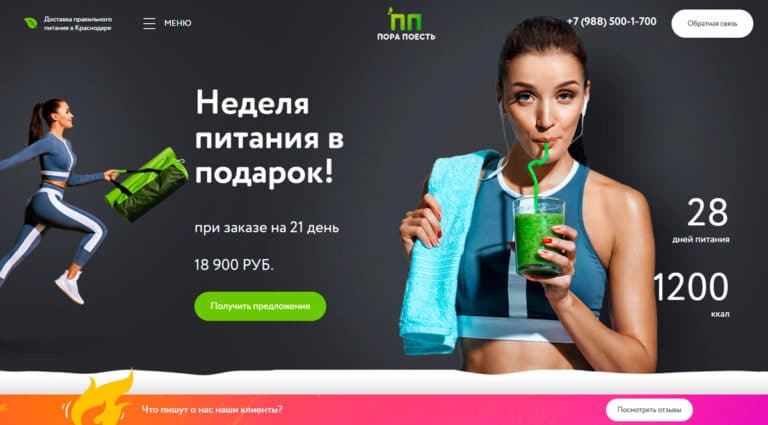 Доставка правильного
питания в Краснодаре
МЕНЮ
ПП
ПОРА ПОЕСТЬ
+7 (988) 500-1-700
Обратная связь
Неделя
питания в
подарок!
при заказе на 21 день
18 900 РУБ.
Получить предложение
28
дней питания
1200
ккал
Что пишут о нас наши клиенты?
Посмотреть отзывы